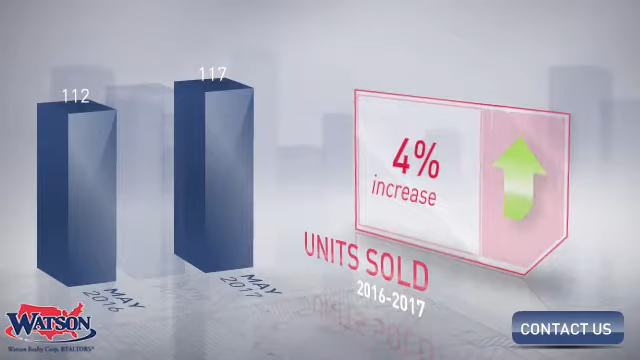 112
117
4%
increase
UNITS SOLD
2016-2017
MAY
2016
MAY
2017
WATSON
Watson Realty Corp. REALTORS®
CONTACT US